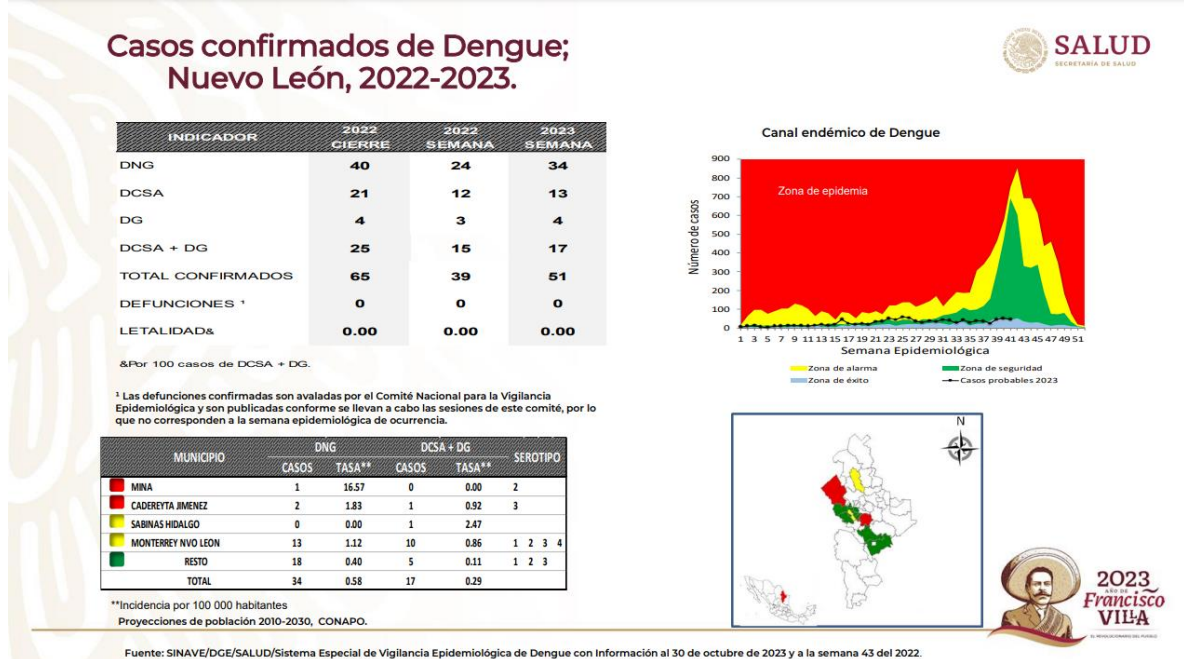 Casos confirmados de Dengue;
Nuevo León, 2022-2023.
SALUD
SECRETARÍA DE SALUD
INDICADOR 2022 CIERRE 2022 SEMANA 2023 SEMANA
DNG 40 24 34
DCSA 21 12 13
DG 4 3 4
DCSA + DG 25 15 17
TOTAL CONFIRMADOS 65 39 51
DEFUNCIONES ¹ 0 0 0
LETALIDAD& 0.00 0.00 0.00
&Por 100 casos de DCSA + DG.
¹ Las defunciones confirmadas son avaladas por el Comité Nacional para la Vigilancia
Epidemiológica y son publicadas conforme se llevan a cabo las sesiones de este comité, por lo
que no corresponden a la semana epidemiológica de ocurrencia.
MUNICIPIO DNG DCSA + DG SEROTIPO
CASOS TASA** CASOS TASA**
MINA 1 16.57 0 0.00 2
CADEREYTA JIMENEZ 2 1.83 1 0.92 3
SABINAS HIDALGO 0 0.00 1 2.47
MONTERREY NVO LEON 13 1.12 10 0.86 1 2 3 4
RESTO 18 0.40 5 0.11 1 2 3
TOTAL 34 0.58 17 0.29
**Incidencia por 100 000 habitantes
Proyecciones de población 2010-2030, CONAPO.
Canal endémico de Dengue
Número de casos
900
800
700
600
500
400
300
200
100
0
Zona de epidemia
1 3 5 7 9 11 13 15 17 19 21 23 25 27 29 31 33 35 37 39 41 43 45 47 49 51
Semana Epidemiológica
Zona de alarma Zona de seguridad
Zona de éxito Casos probables 2023
N
2023
AÑO DE
Francisco
VILLA
EL REVOLUCIONARIO DEL PUEBLO
Fuente: SINAVE/DGE/SALUD/Sistema Especial de Vigilancia Epidemiológica de Dengue con Información al 30 de octubre de 2023 y a la semana 43 del 2022.